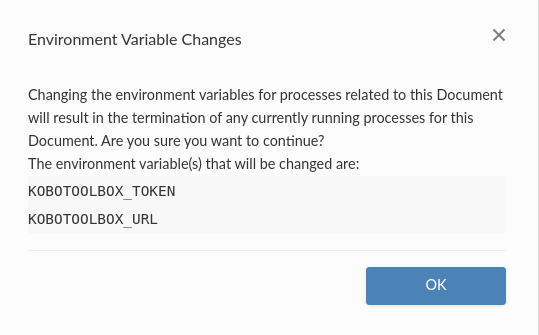 Environment Variable Changes
Changing the environment variables for processes related to this Document
will result in the termination of any currently running processes for this
Document. Are you sure you want to continue?
The environment variable(s) that will be changed are:
KOBOTOOLBOX_TOKEN
KOBOTOOLBOX_URL
OK